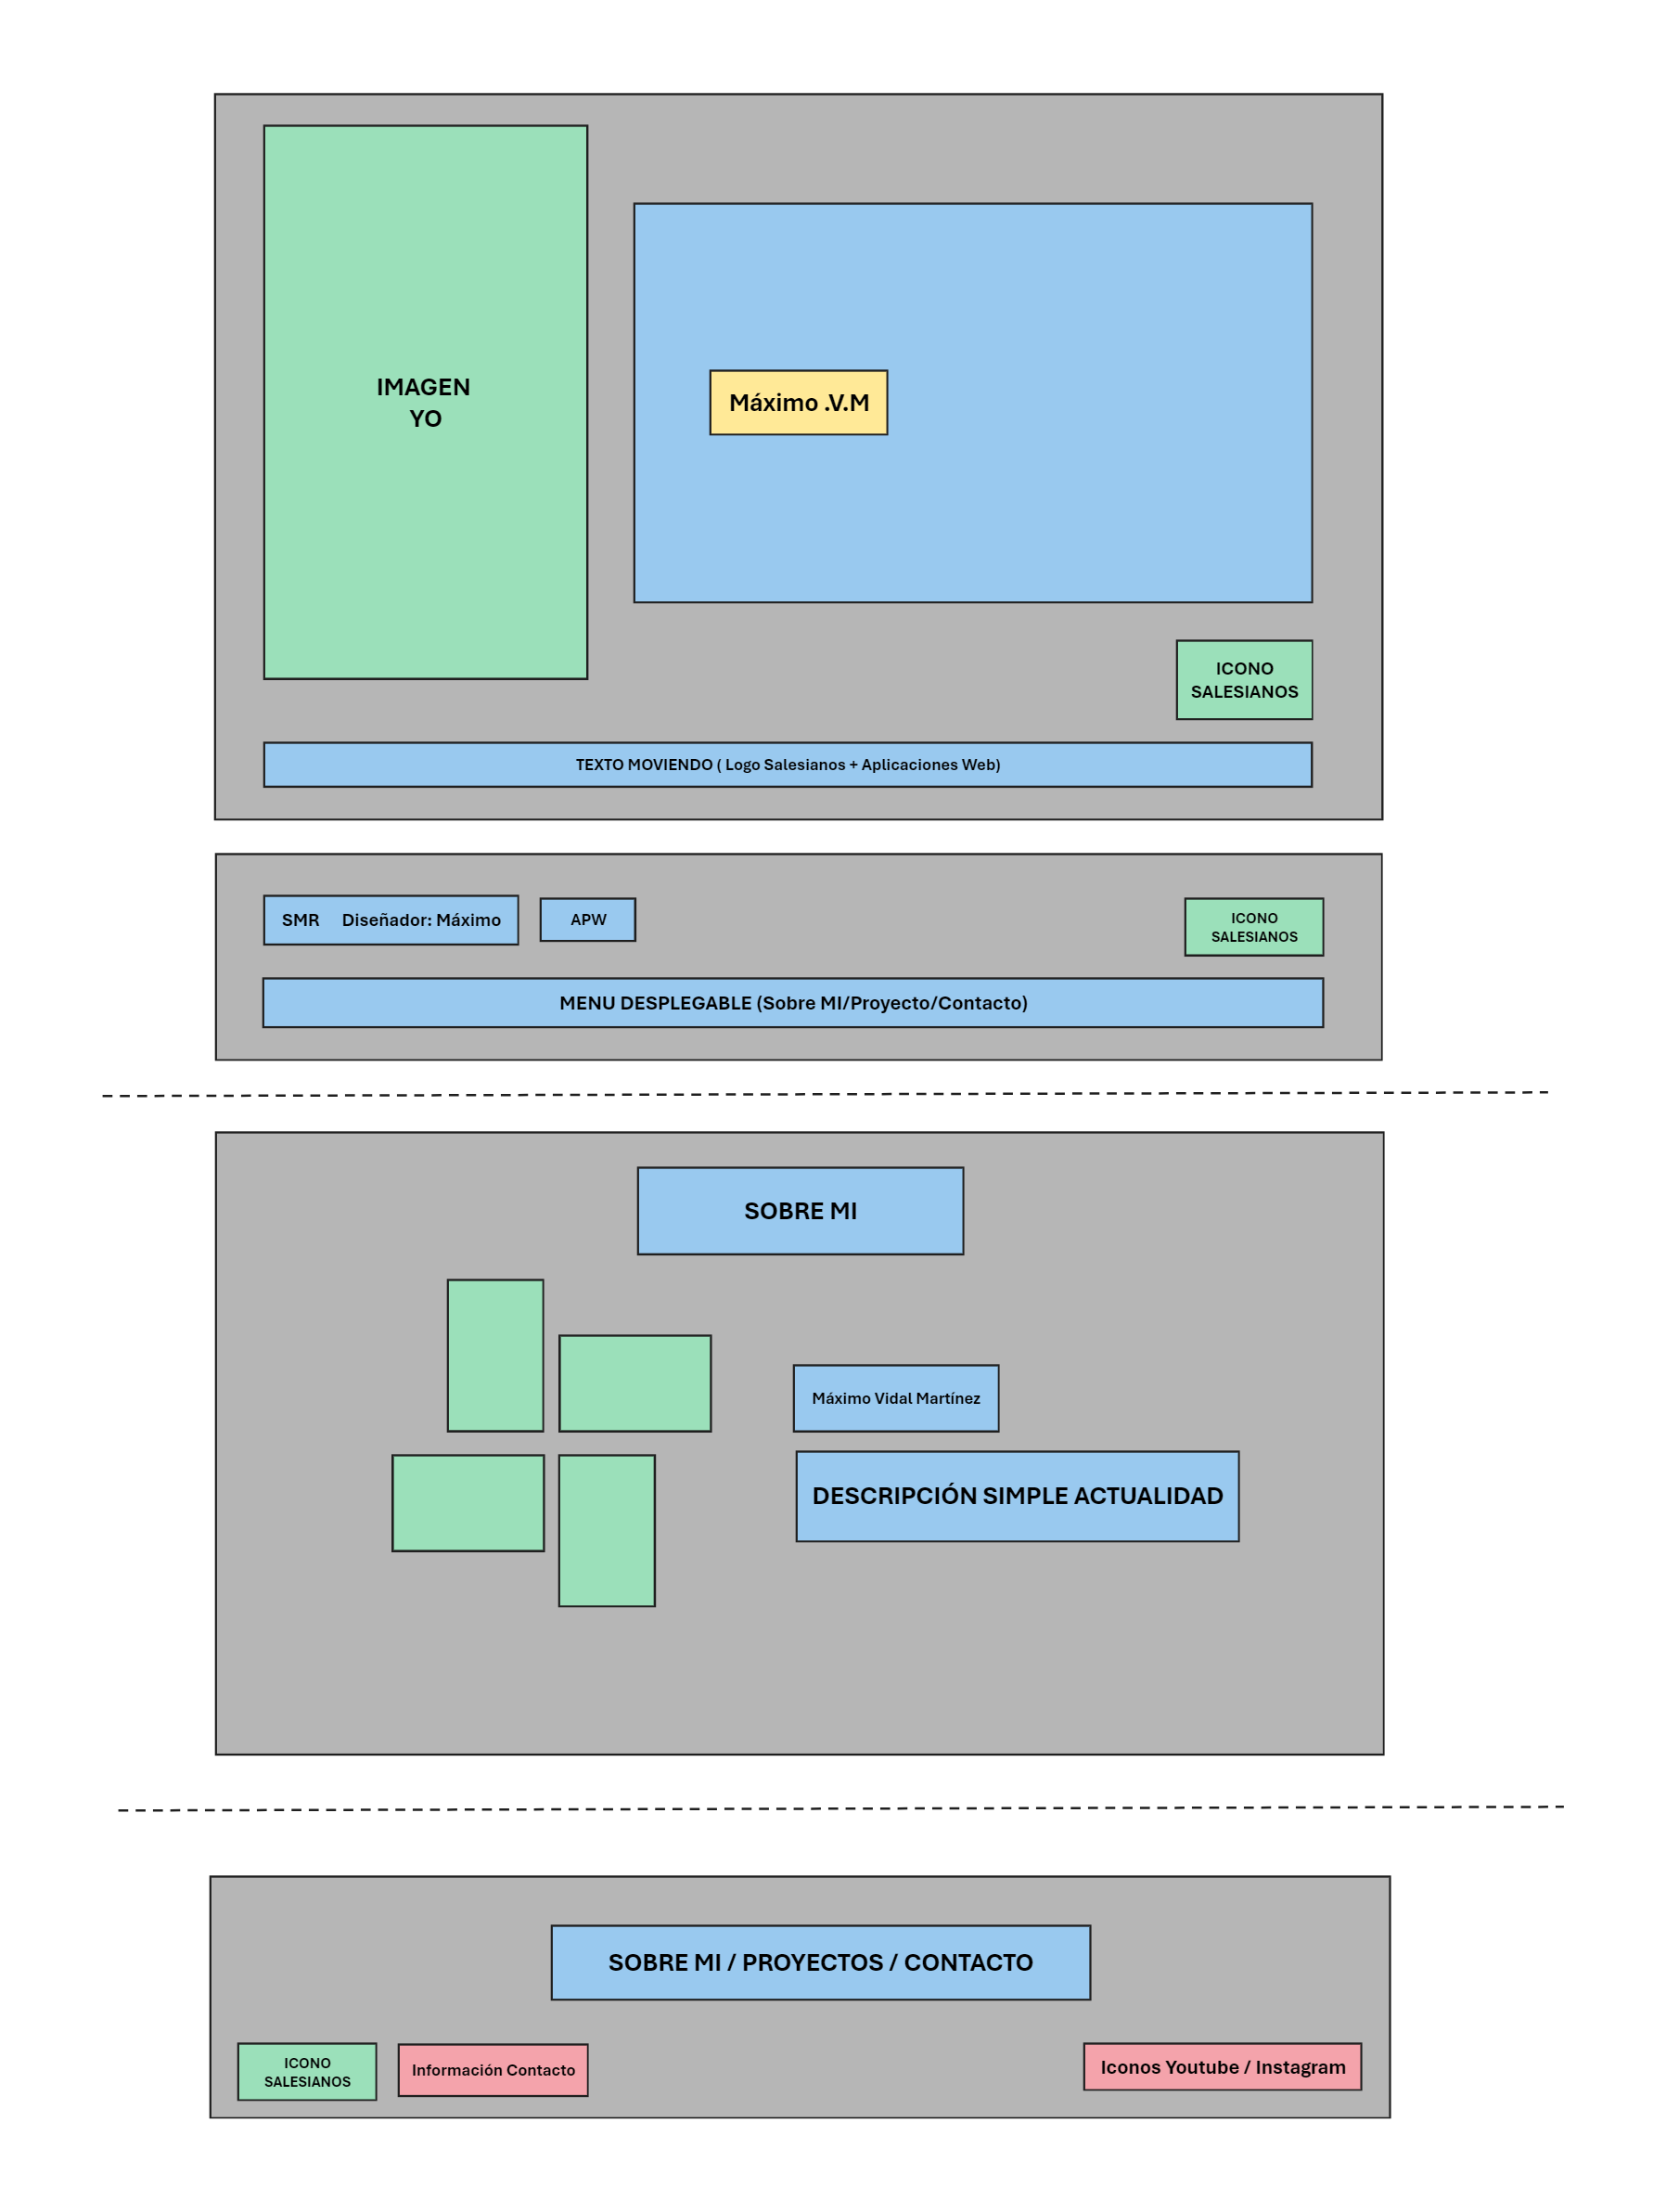 IMAGEN
YO
Máximo .V.M
ICONO
SALESIANOS
TEXTO MOVIENDO ( Logo Salesianos + Aplicaciones Web)
SMR Diseñador: Máximo
APW
ICONO
SALESIANOS
MENU DESPLEGABLE (Sobre MI/Proyecto/Contacto)
SOBRE MI
Máximo Vidal Martínez
DESCRIPCIÓN SIMPLE ACTUALIDAD
SOBRE MI / PROYECTOS / CONTACTO
ICONO
SALESIANOS
Información Contacto
Iconos Youtube / Instagram